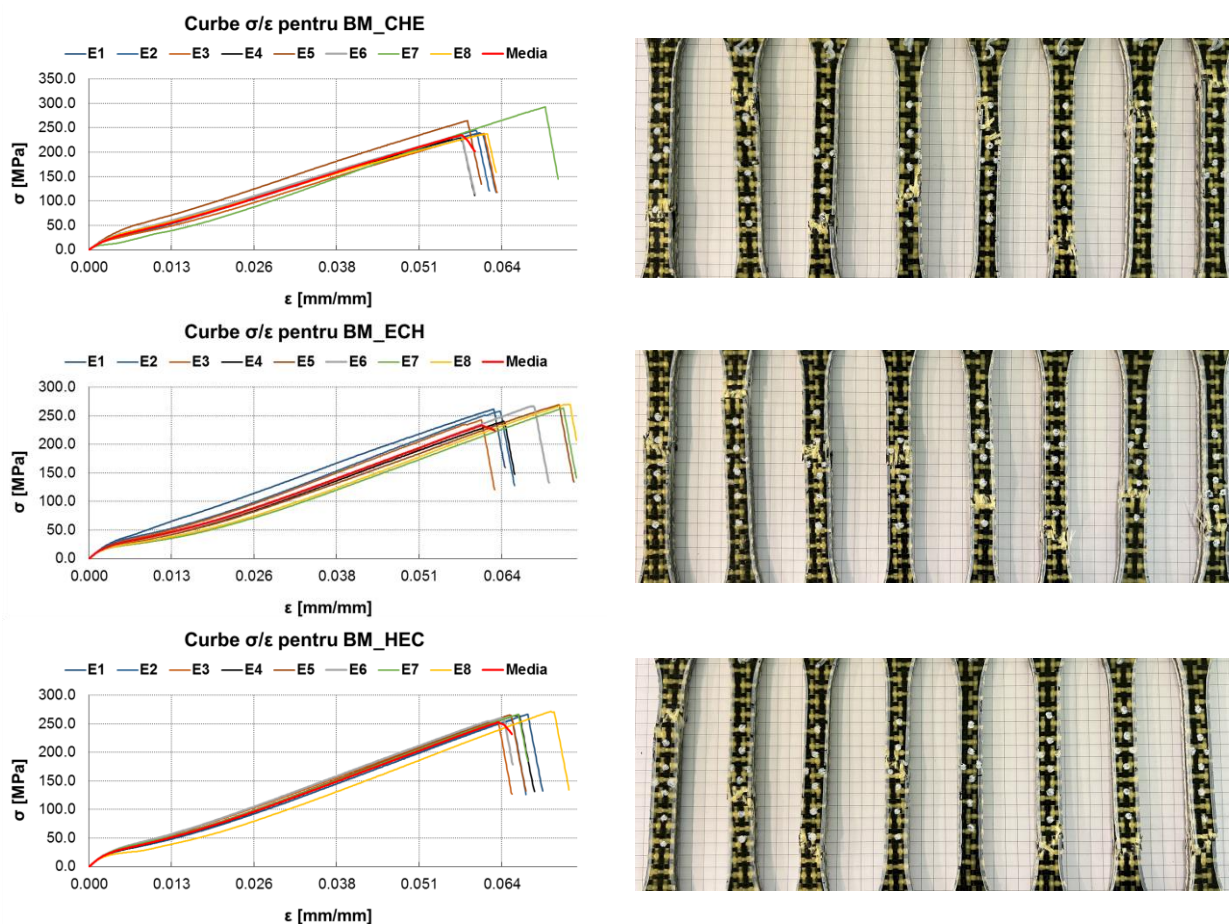 Curbe σ/ε pentru BM_CHE
E1 E2 E3 E4 E5 E6 E7 E8 Media
350.0
300.0
250.0
200.0
150.0
100.0
50.0
0.0
σ [MPa]
0.000 0.013 0.026 0.038 0.051 0.064
ε [mm/mm]
3 4 5 6
Curbe σ/ε pentru BM_ECH
E1 E2 E3 E4 E5 E6 E7 E8 Media
300.0
250.0
200.0
150.0
100.0
50.0
0.0
σ [MPa]
0.000 0.013 0.026 0.038 0.051 0.064
ε [mm/mm]
Curbe σ/ε pentru BM_HEC
E1 E2 E3 E4 E5 E6 E7 E8 Media
300.0
250.0
200.0
150.0
100.0
50.0
0.0
σ [MPa]
0.000 0.013 0.026 0.038 0.051 0.064
ε [mm/mm]